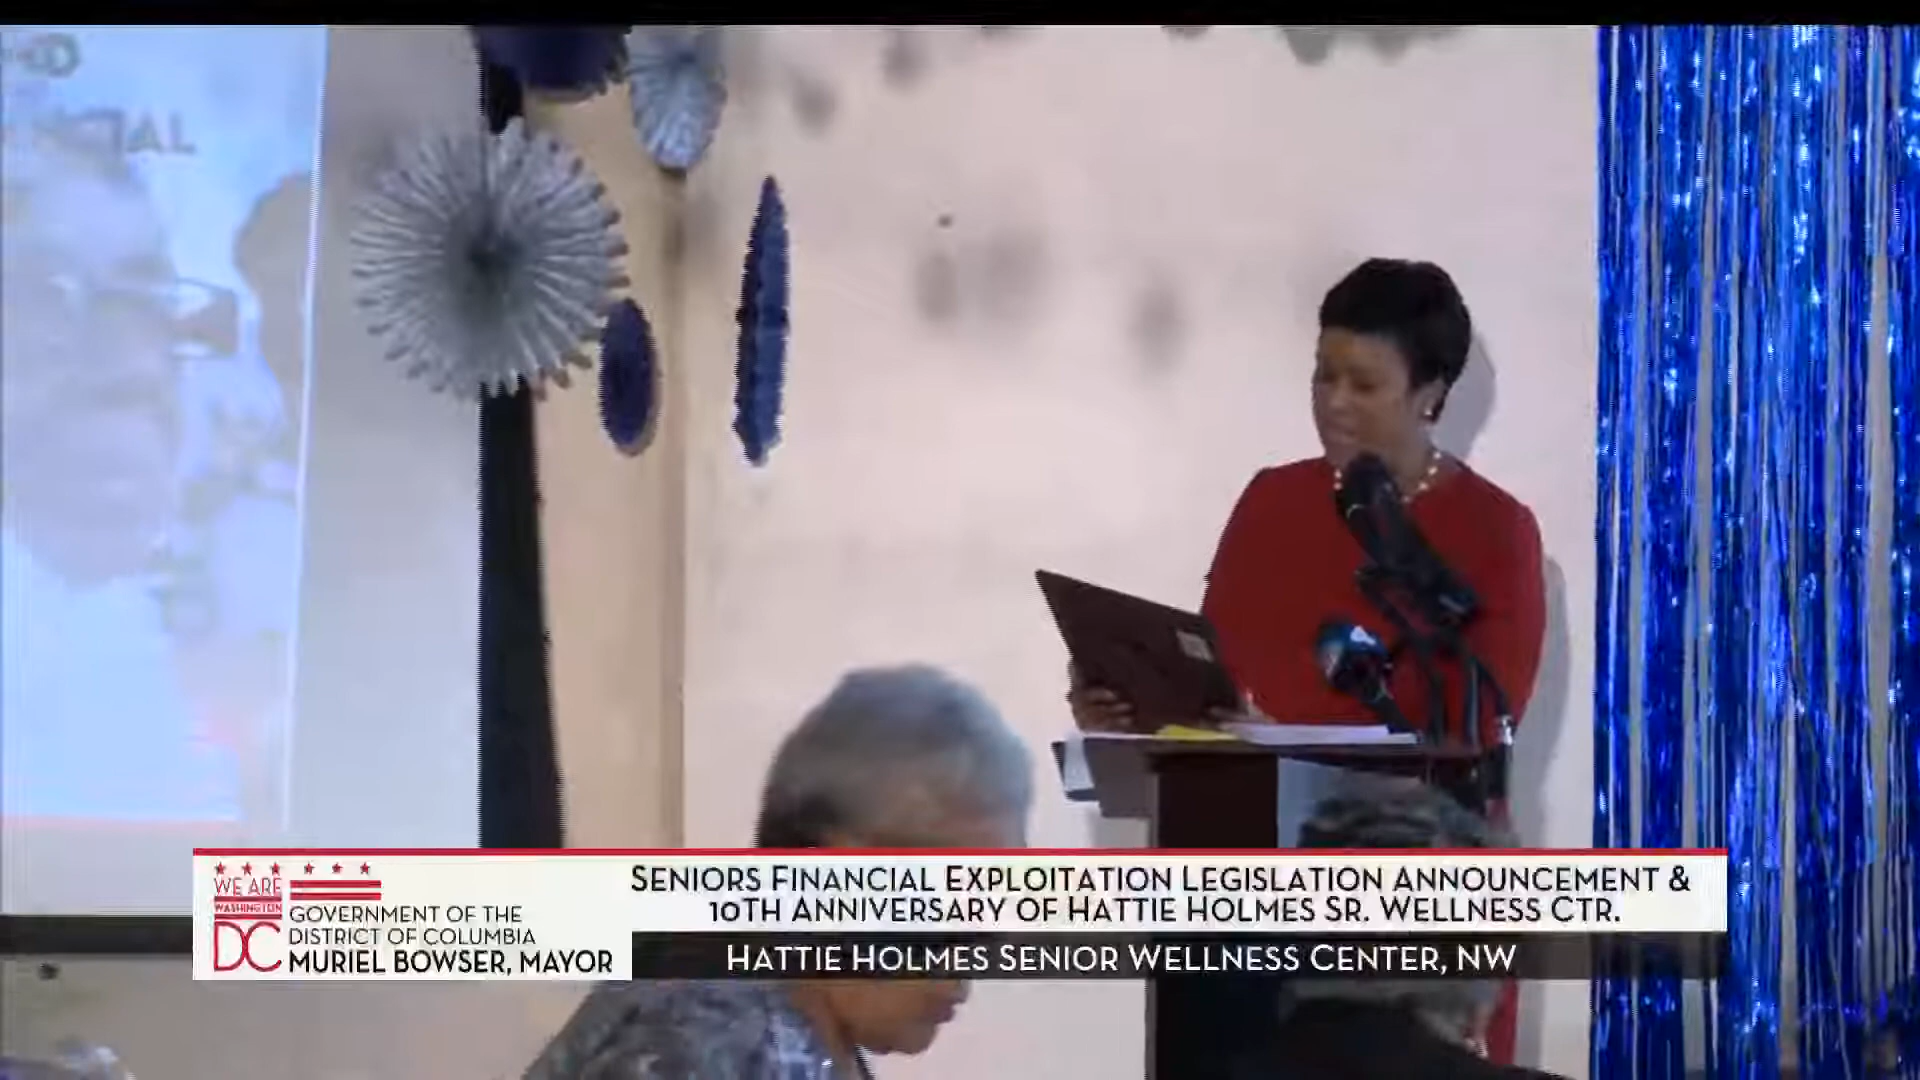 WE ARE
WASHINGTON
DC
GOVERNMENT OF THE
DISTRICT OF COLUMBIA
MURIEL BOWSER, MAYOR
SENIORS FINANCIAL EXPLOITATION LEGISLATION ANNOUNCEMENT &
10TH ANNIVERSARY OF HATTIE HOLMES SR. WELLNESS CTR.
HATTIE HOLMES SENIOR WELLNESS CENTER, NW